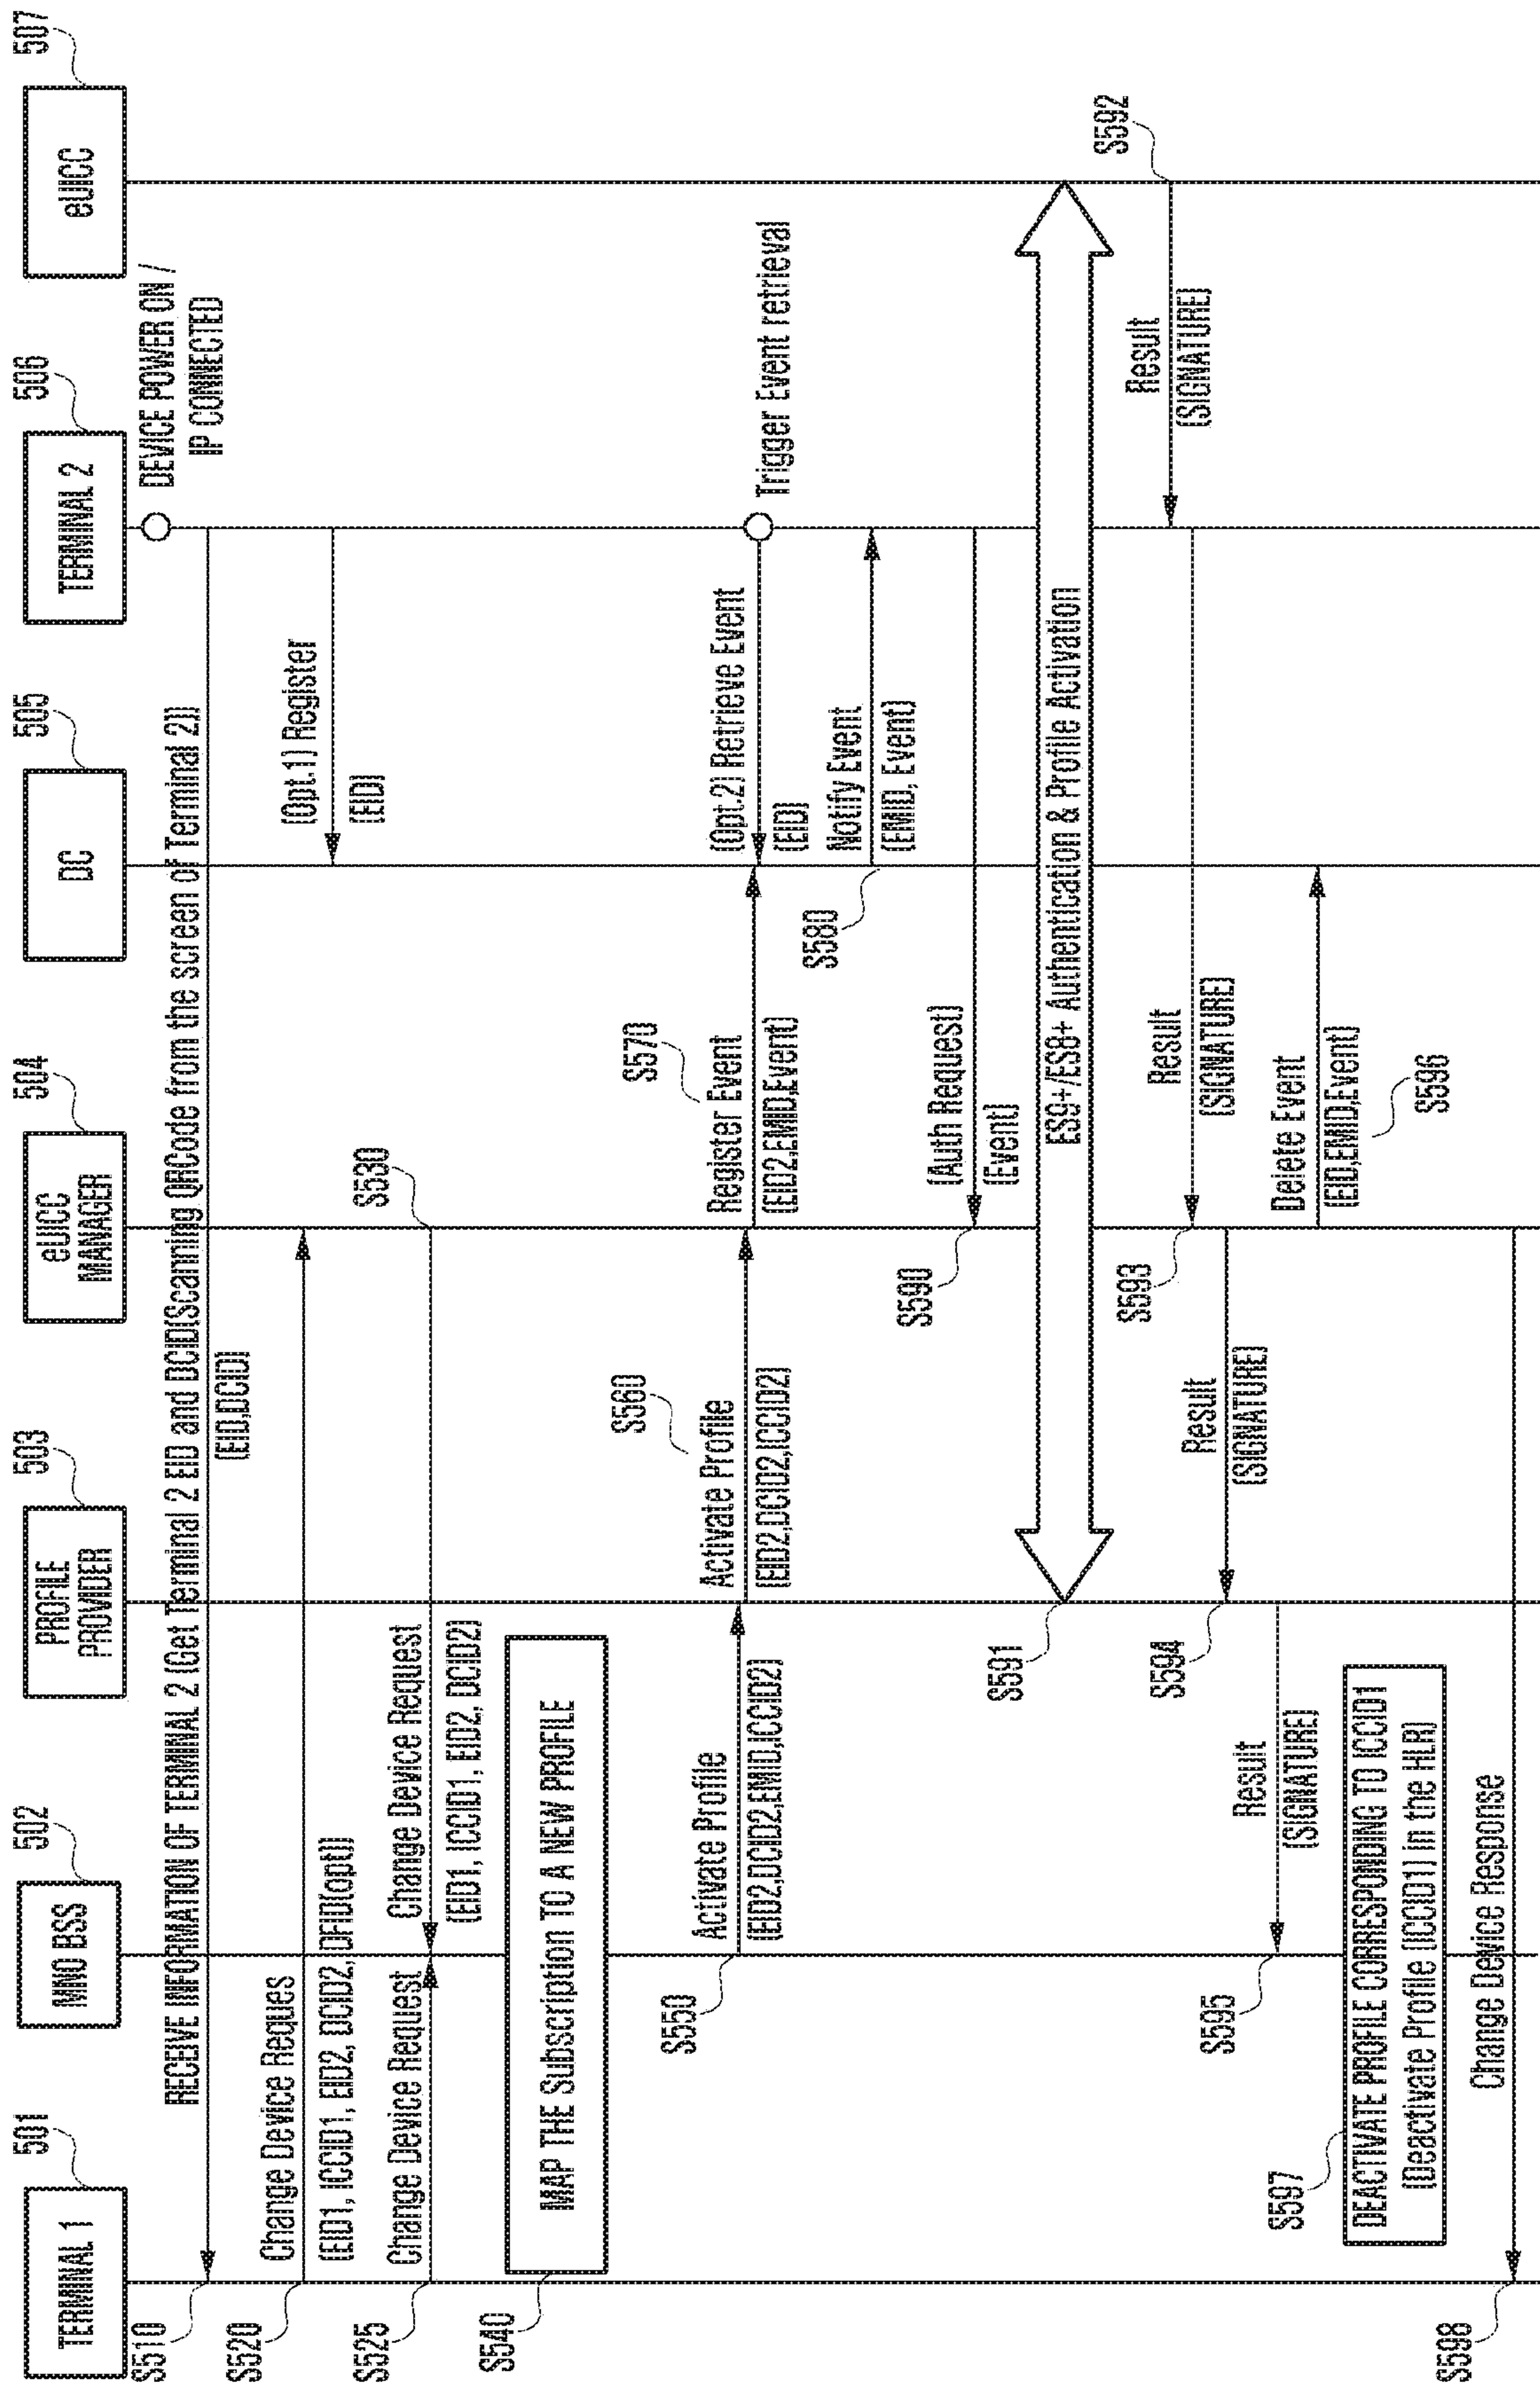 501
TERMINAL 1
502
MNO BSS
503
PROFILE
PROVIDER
504
eUICC
MANAGER
505
DC
506
TERMINAL 2
507
eUICC
DEVICE POWER ON /
IP CONNECTED
S510
RECEIVE INFORMATION OF TERMINAL 2 (Get Terminal 2 EID and DCID(Scanning QRCode from the screen of Terminal 2))
(EID,DCID)
S520
Change Device Reques
(EID1, ICCID1, EID2, DCID2, DFID(opt))
(Opt.1) Register
(EID)
S525
Change Device Request
S530
Change Device Request
(EID1, ICCID1, EID2, DCID2)
S540
MAP THE Subscription TO A NEW PROFILE
S550
Activate Profile
(EID2,DCID2,EMID,ICCID2)
S560
Activate Profile
(EID2,DCID2,ICCID2)
S570
Register Event
(EID2,EMID,Event)
(Opt.2) Retrieve Event
(EID)
Trigger Event retrieval
S580
Notify Event
(EMID, Event)
S590
(Auth Request)
(Event)
S591
ES9+/ES8+ Authentication & Profile Activation
S592
Result
(SIGNATURE)
S593
Result
(SIGNATURE)
S594
Result
(SIGNATURE)
S595
Result
(SIGNATURE)
Delete Event
(EID,EMID,Event)
S596
S597
DEACTIVATE PROFILE CORRESPONDING TO ICCID1
(Deactivate Profile (ICCID1) in the HLR)
S598
Change Device Response